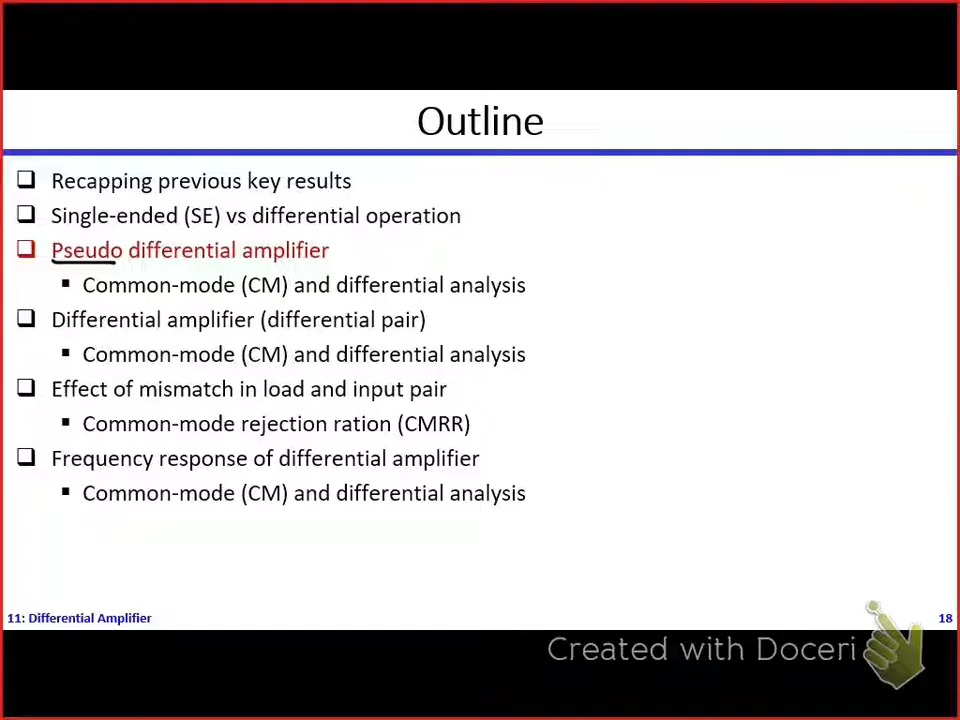 Outline
Recapping previous key results
Single-ended (SE) vs differential operation
Pseudo differential amplifier
Common-mode (CM) and differential analysis
Differential amplifier (differential pair)
Common-mode (CM) and differential analysis
Effect of mismatch in load and input pair
Common-mode rejection ration (CMRR)
Frequency response of differential amplifier
Common-mode (CM) and differential analysis
11: Differential Amplifier
18
Created with Doceri